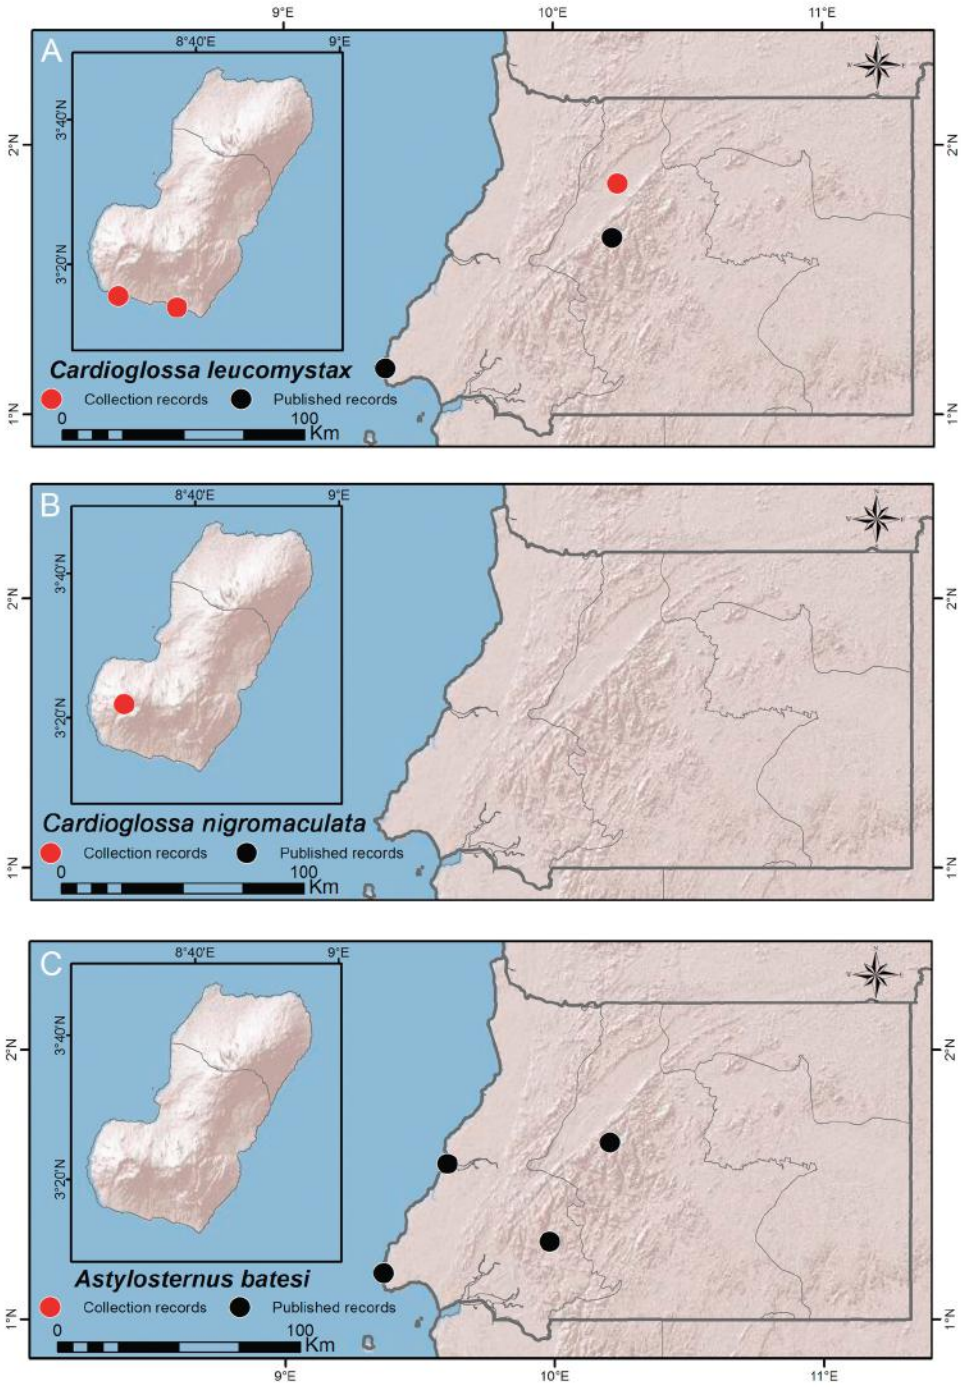 9°E 10°E 11°E
A
8°40'E 9°E
N
W E
S
3°40'N
2°N 2°N
3°20'N
Cardioglossa leucomystax
Collection records Published records
0 100
Km
1°N 1°N
B
8°40'E 9°E
N
W E
S
3°40'N
2°N 2°N
3°20'N
Cardioglossa nigromaculata
Collection records Published records
0 100
Km
1°N 1°N
C
8°40'E 9°E
N
W E
S
3°40'N
2°N 2°N
3°20'N
Astylosternus batesi
Collection records Published records
0 100
Km
1°N 1°N
9°E 10°E 11°E